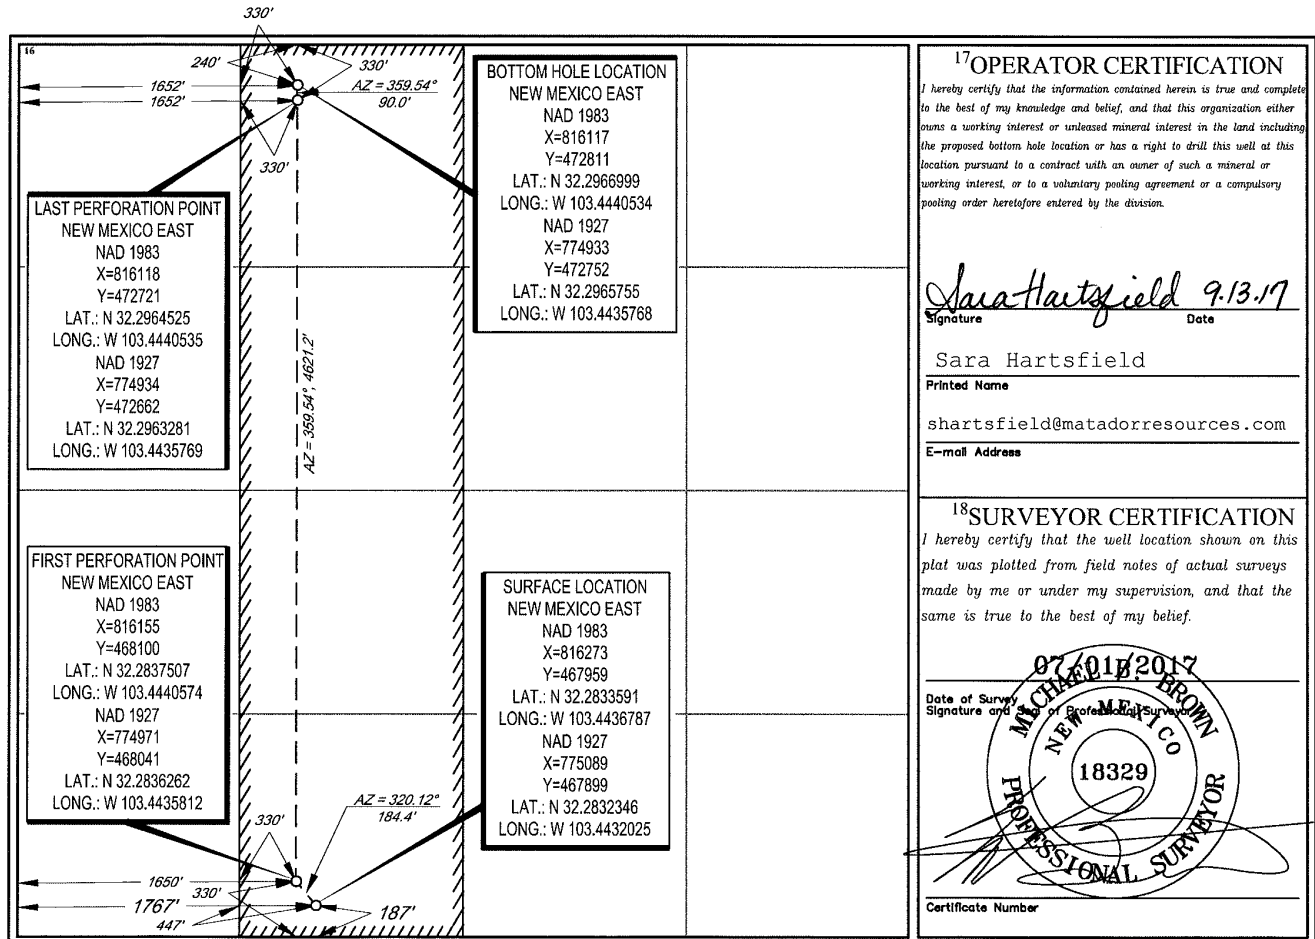 330'
16
240'
330'
1652'
1652'
AZ = 359.54°
90.0'
330'
BOTTOM HOLE LOCATION
NEW MEXICO EAST
NAD 1983
X=816117
Y=472811
LAT.: N 32.2966999
LONG.: W 103.4440534
NAD 1927
X=774933
Y=472752
LAT.: N 32.2965755
LONG.: W 103.4435768
LAST PERFORATION POINT
NEW MEXICO EAST
NAD 1983
X=816118
Y=472721
LAT.: N 32.2964525
LONG.: W 103.4440535
NAD 1927
X=774934
Y=472662
LAT.: N 32.2963281
LONG.: W 103.4435769
AZ = 359.54°, 4621.2'
FIRST PERFORATION POINT
NEW MEXICO EAST
NAD 1983
X=816155
Y=468100
LAT.: N 32.2837507
LONG.: W 103.4440574
NAD 1927
X=774971
Y=468041
LAT.: N 32.2836262
LONG.: W 103.4435812
SURFACE LOCATION
NEW MEXICO EAST
NAD 1983
X=816273
Y=467959
LAT.: N 32.2833591
LONG.: W 103.4436787
NAD 1927
X=775089
Y=467899
LAT.: N 32.2832346
LONG.: W 103.4432025
AZ = 320.12°
184.4'
330'
1650'
330'
1767'
447'
187'
17OPERATOR CERTIFICATION
I hereby certify that the information contained herein is true and complete
to the best of my knowledge and belief, and that this organization either
owns a working interest or unleased mineral interest in the land including
the proposed bottom hole location or has a right to drill this well at this
location pursuant to a contract with an owner of such a mineral or
working interest, or to a voluntary pooling agreement or a compulsory
pooling order heretofore entered by the division.
Sara Hartsfield 9.13.17
Signature Date
Sara Hartsfield
Printed Name
shartsfield@matadorresources.com
E-mail Address
18SURVEYOR CERTIFICATION
I hereby certify that the well location shown on this
plat was plotted from field notes of actual surveys
made by me or under my supervision, and that the
same is true to the best of my belief.
07/01/2017
Date of Survey
Signature and Seal of Professional Surveyor
MICHAEL B. BROWN
NEW MEXICO
18329
PROFESSIONAL SURVEYOR
Certificate Number